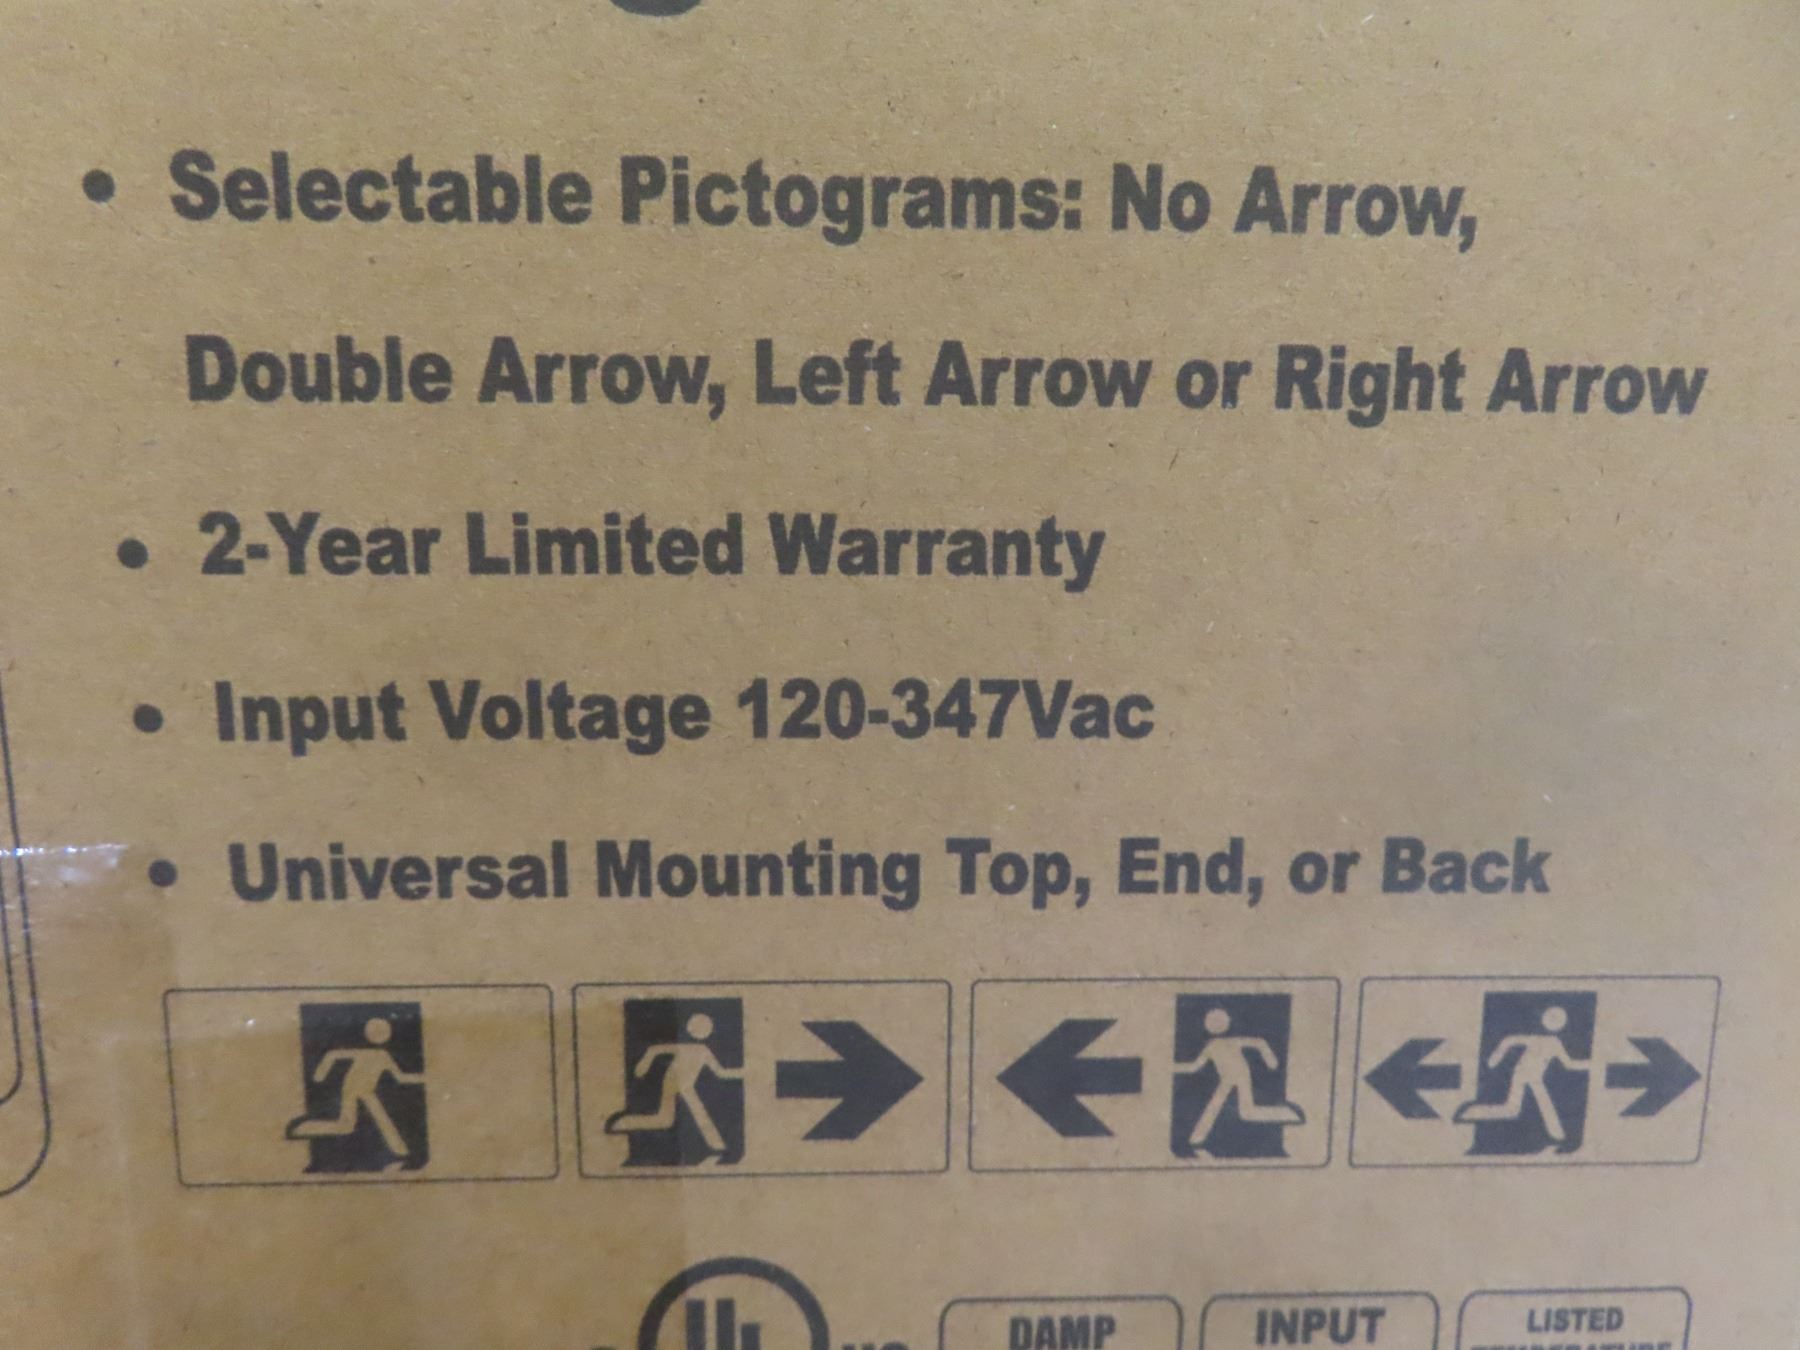 • Selectable Pictograms: No Arrow,
Double Arrow, Left Arrow or Right Arrow
• 2-Year Limited Warranty
• Input Voltage 120-347Vac
• Universal Mounting Top, End, or Back
UL
DAMP
INPUT
LISTED